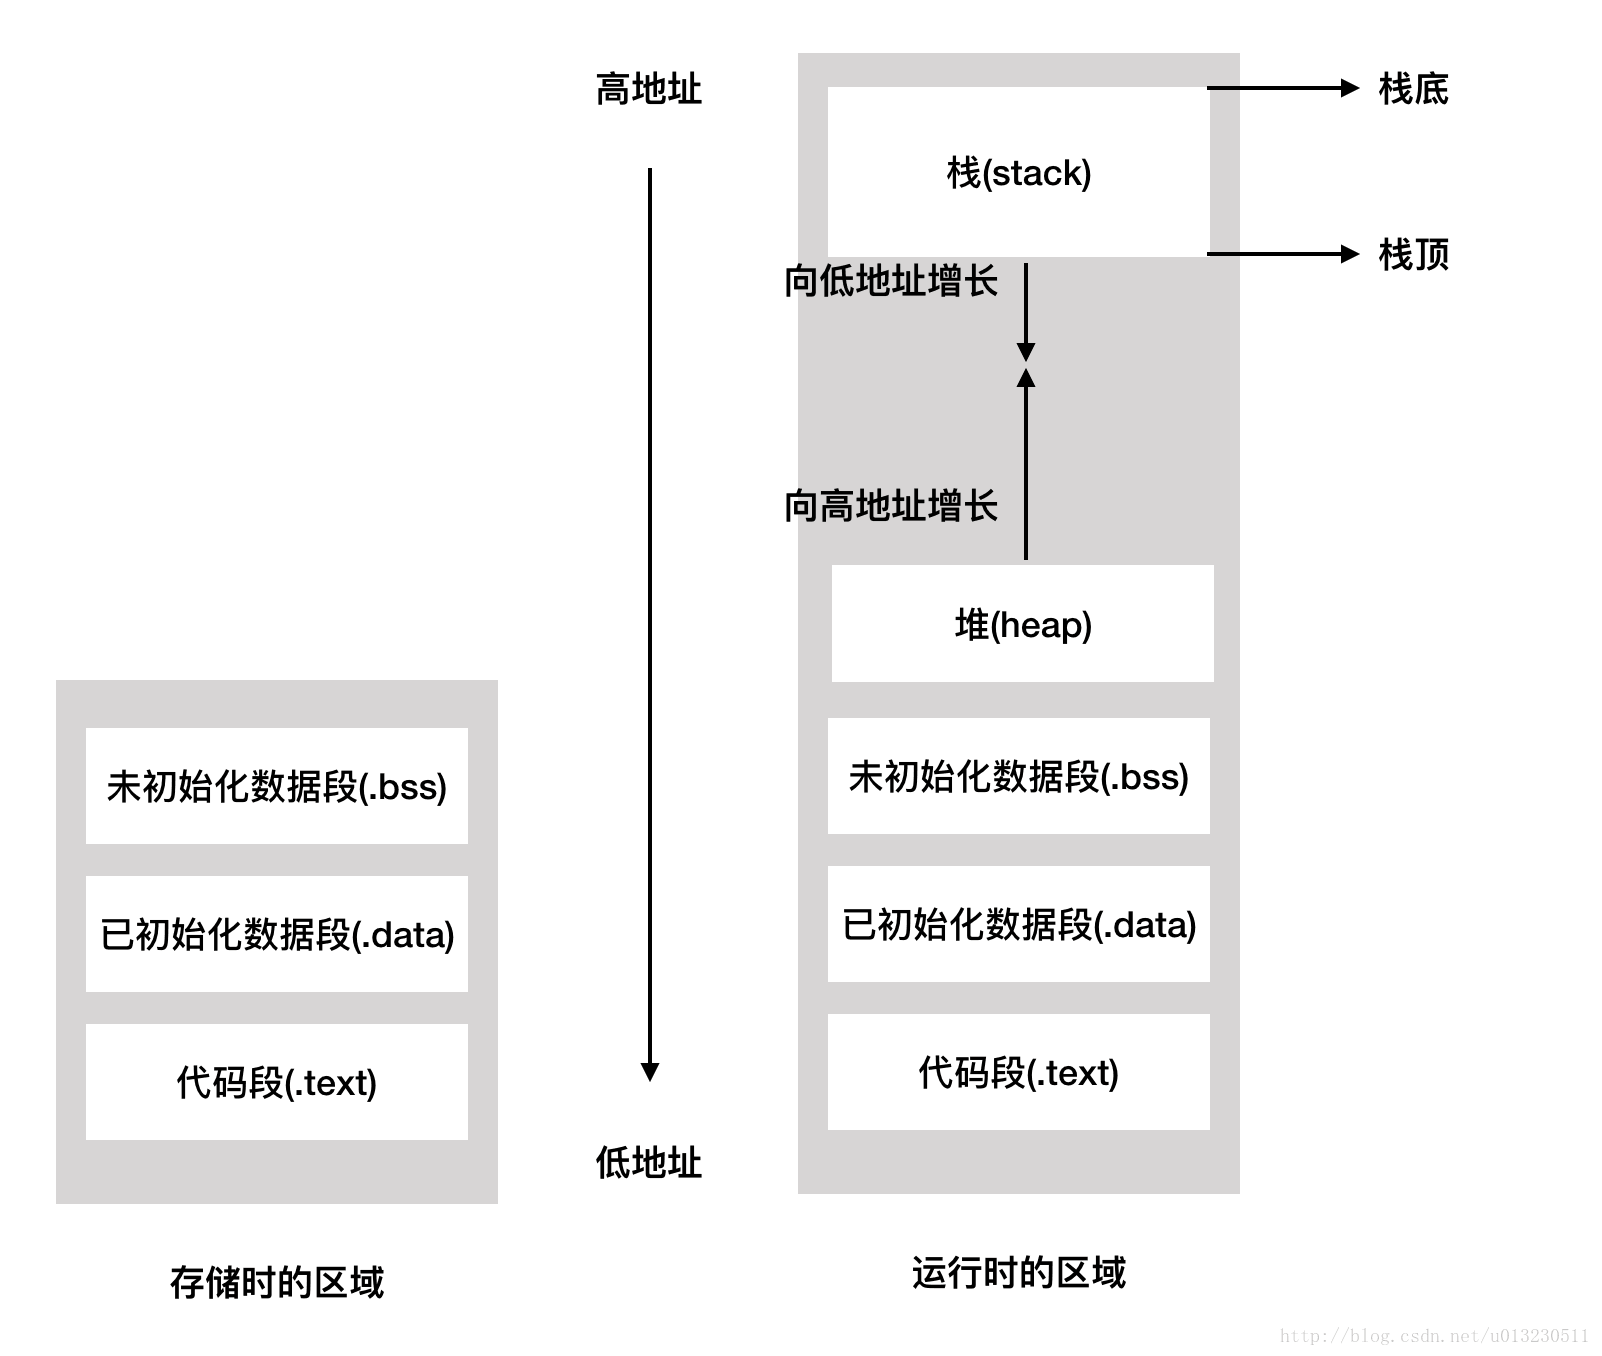 高地址
栈底
栈(stack)
栈顶
向低地址增长
向高地址增长
堆(heap)
未初始化数据段(.bss)
未初始化数据段(.bss)
已初始化数据段(.data)
已初始化数据段(.data)
代码段(.text)
代码段(.text)
低地址
存储时的区域
运行时的区域
http://blog.csdn.net/u013230511